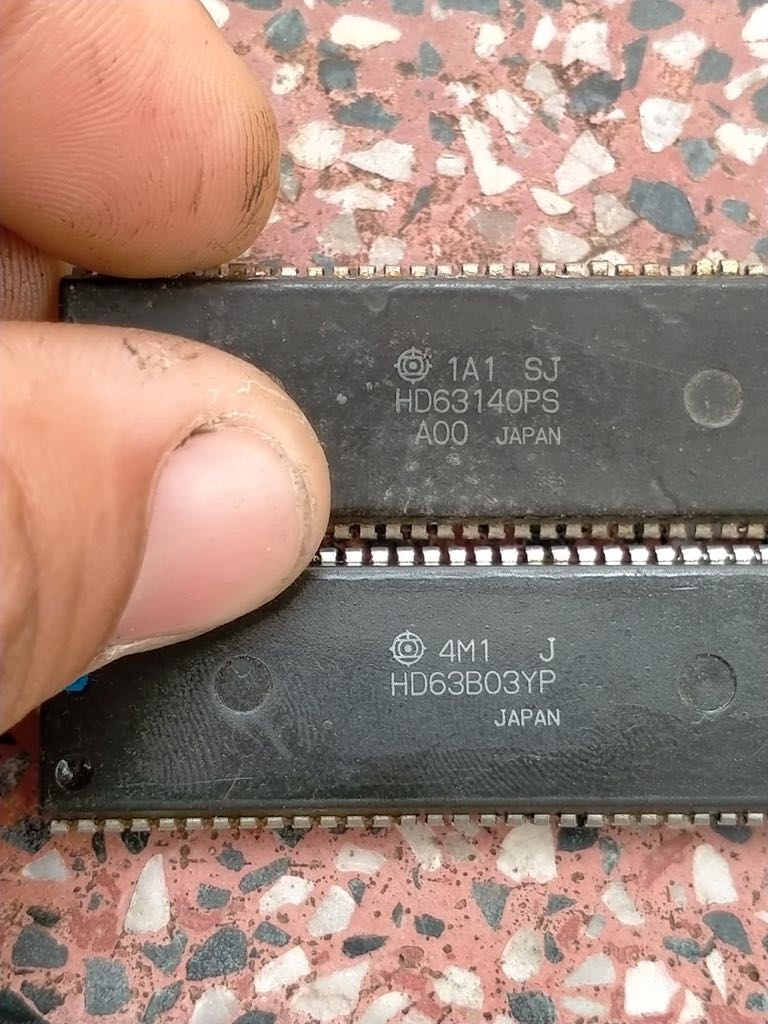 1A1 SJ
HD63140PS
A00 JAPAN
4M1 J
HD63B03YP
JAPAN